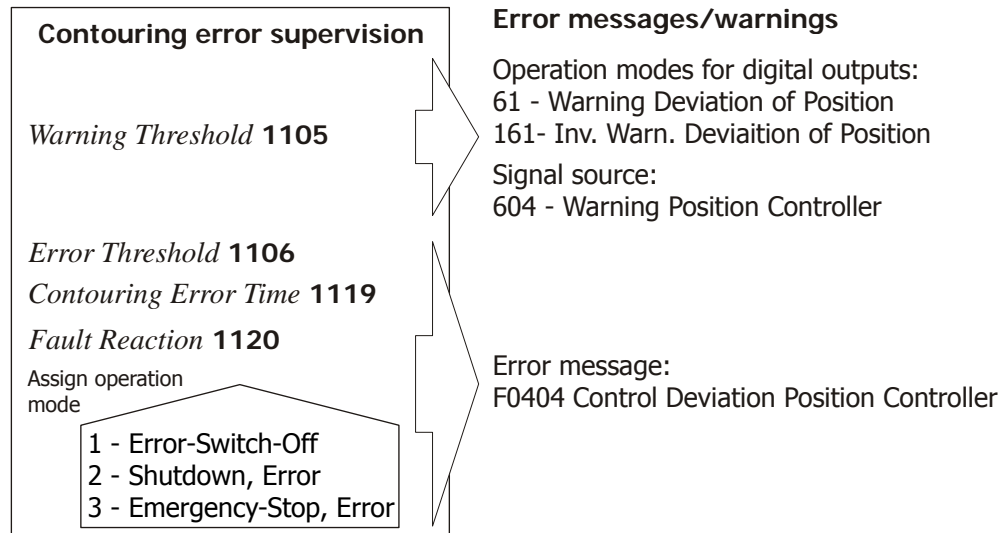 Contouring error supervision
Warning Threshold 1105
Error Threshold 1106
Contouring Error Time 1119
Fault Reaction 1120
Assign operation
mode
1 - Error-Switch-Off
2 - Shutdown, Error
3 - Emergency-Stop, Error
Error messages/warnings
Operation modes for digital outputs:
61 - Warning Deviation of Position
161- Inv. Warn. Deviaition of Position
Signal source:
604 - Warning Position Controller
Error message:
F0404 Control Deviation Position Controller